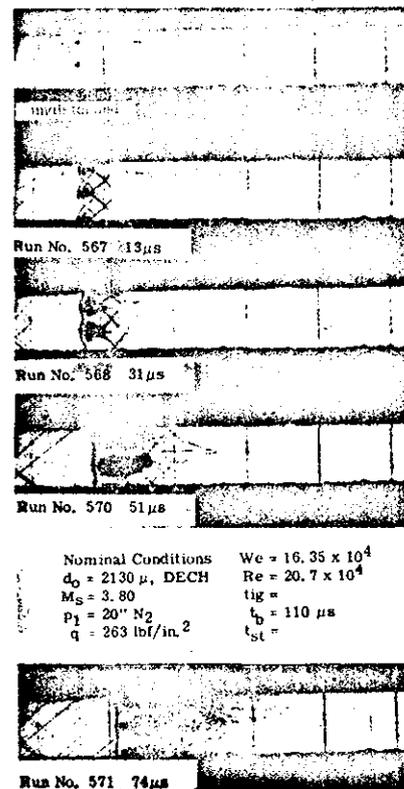 Run No. 567 13μs
Run No. 568 31μs
Run No. 570 51μs
Nominal Conditions
d₀ = 2130 μ, DECH
M_S = 3.80
p₁ = 20" N₂
q = 263 lbf/in.²
We = 16.35 x 10⁴
Re = 20.7 x 10⁴
tig =
t_b = 110 μs
t_st =
Run No. 571 74μs